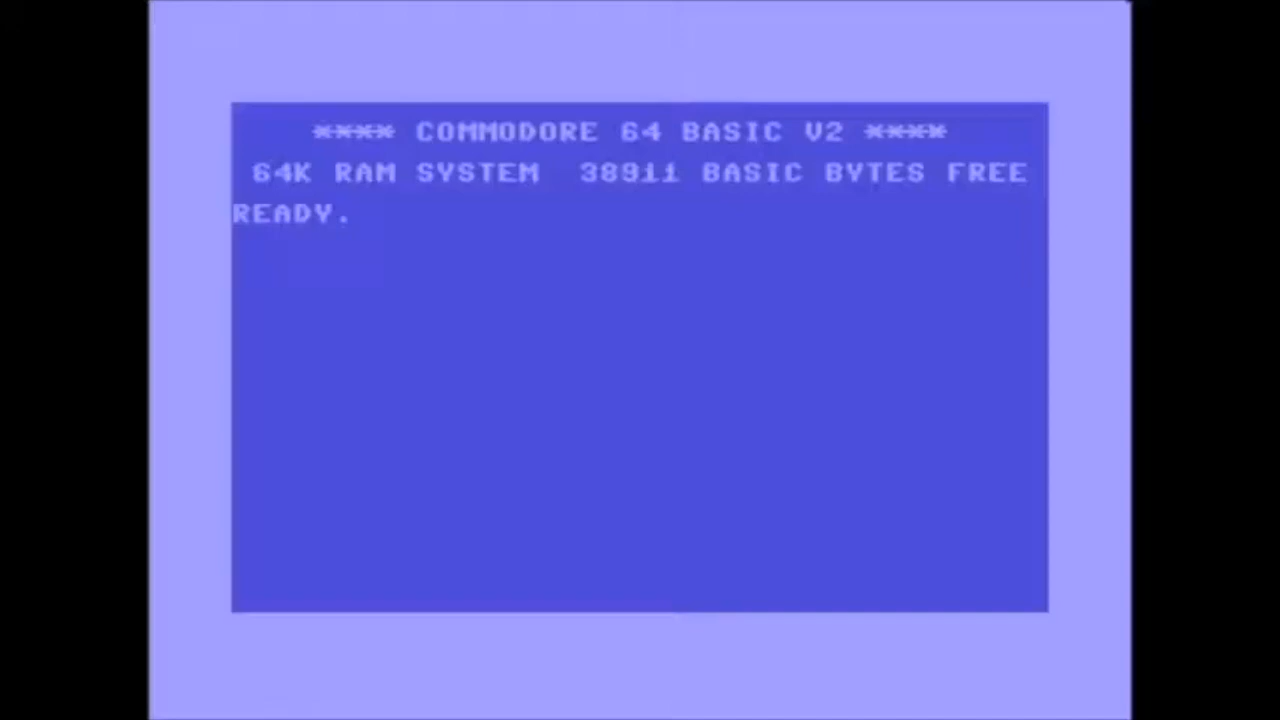 **** COMMODORE 64 BASIC V2 ****
64K RAM SYSTEM  38911 BASIC BYTES FREE
READY.